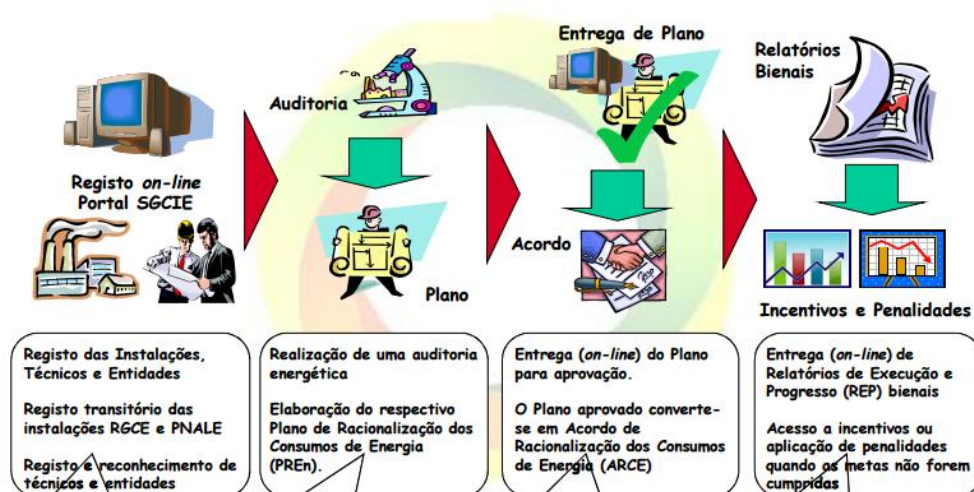 Registo on-line
Portal SGCIE
Auditoria
Plano
Entrega de Plano
Acordo
Relatórios
Bienais
Incentivos e Penalidades
Registo das Instalações,
Técnicos e Entidades
Registo transitório das
instalações RGCE e PNALE
Registo e reconhecimento de
técnicos e entidades
Realização de uma auditoria
energética
Elaboração do respectivo
Plano de Racionalização dos
Consumos de Energia
(PREn).
Entrega (on-line) do Plano
para aprovação.
O Plano aprovado converte-
se em Acordo de
Racionalização dos Consumos
de Energia (ARCE)
Entrega (on-line) de
Relatórios de Execução e
Progresso (REP) bienais
Acesso a incentivos ou
aplicação de penalidades
quando as metas não forem
cumpridas